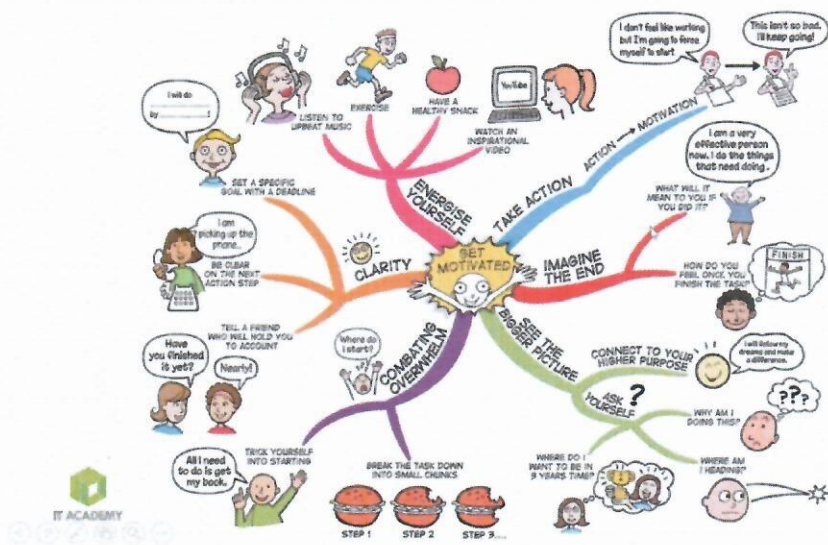 I will do
by !
LISTEN TO
UPBEAT MUSIC
EXERCISE
HAVE A
HEALTHY SNACK
YouTube
WATCH AN
INSPIRATIONAL
VIDEO
I don't feel like working
but I'm going to force
myself to start
This isn't so bad,
I'll keep going!
ACTION → MOTIVATION
TAKE ACTION
ENERGISE
YOURSELF
SET A SPECIFIC
GOAL WITH A DEADLINE
I am
picking up the
phone...
BE CLEAR
ON THE NEXT
ACTION STEP
CLARITY
TELL A FRIEND
WHO WILL HOLD YOU
TO ACCOUNT
Have
you finished
it yet?
Nearly!
GET
MOTIVATED
I am a very
effective person
now. I do the things
that need doing.
WHAT WILL IT
MEAN TO YOU IF
YOU DID IT?
IMAGINE
THE END
HOW DO YOU
FEEL ONCE YOU
FINISH THE TASK?
FINISH
SEE THE
BIGGER PICTURE
CONNECT TO YOUR
HIGHER PURPOSE
I will follow my
dreams and make
a difference.
ASK
YOURSELF
?
WHY AM I
DOING THIS?
???
WHERE AM
I HEADING?
WHERE DO I
WANT TO BE IN
YEARS TIME?
COMBATING
OVERWHELM
Where do
I start?
TRICK YOURSELF
INTO STARTING
All I need
to do is get
my book.
BREAK THE TASK DOWN
INTO SMALL CHUNKS
STEP 1
STEP 2
STEP 3....
IT ACADEMY